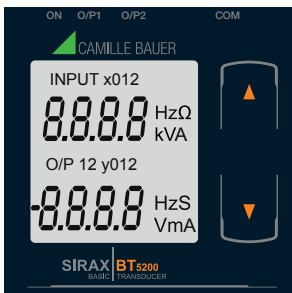 ON O/P1 O/P2 COM
CAMILLE BAUER
INPUT x012
8.8.8.8 HzΩ
kVA
O/P 12 y012
-8.8.8.8 HzS
VmA
SIRAX BT5200
BASIC TRANSDUCER